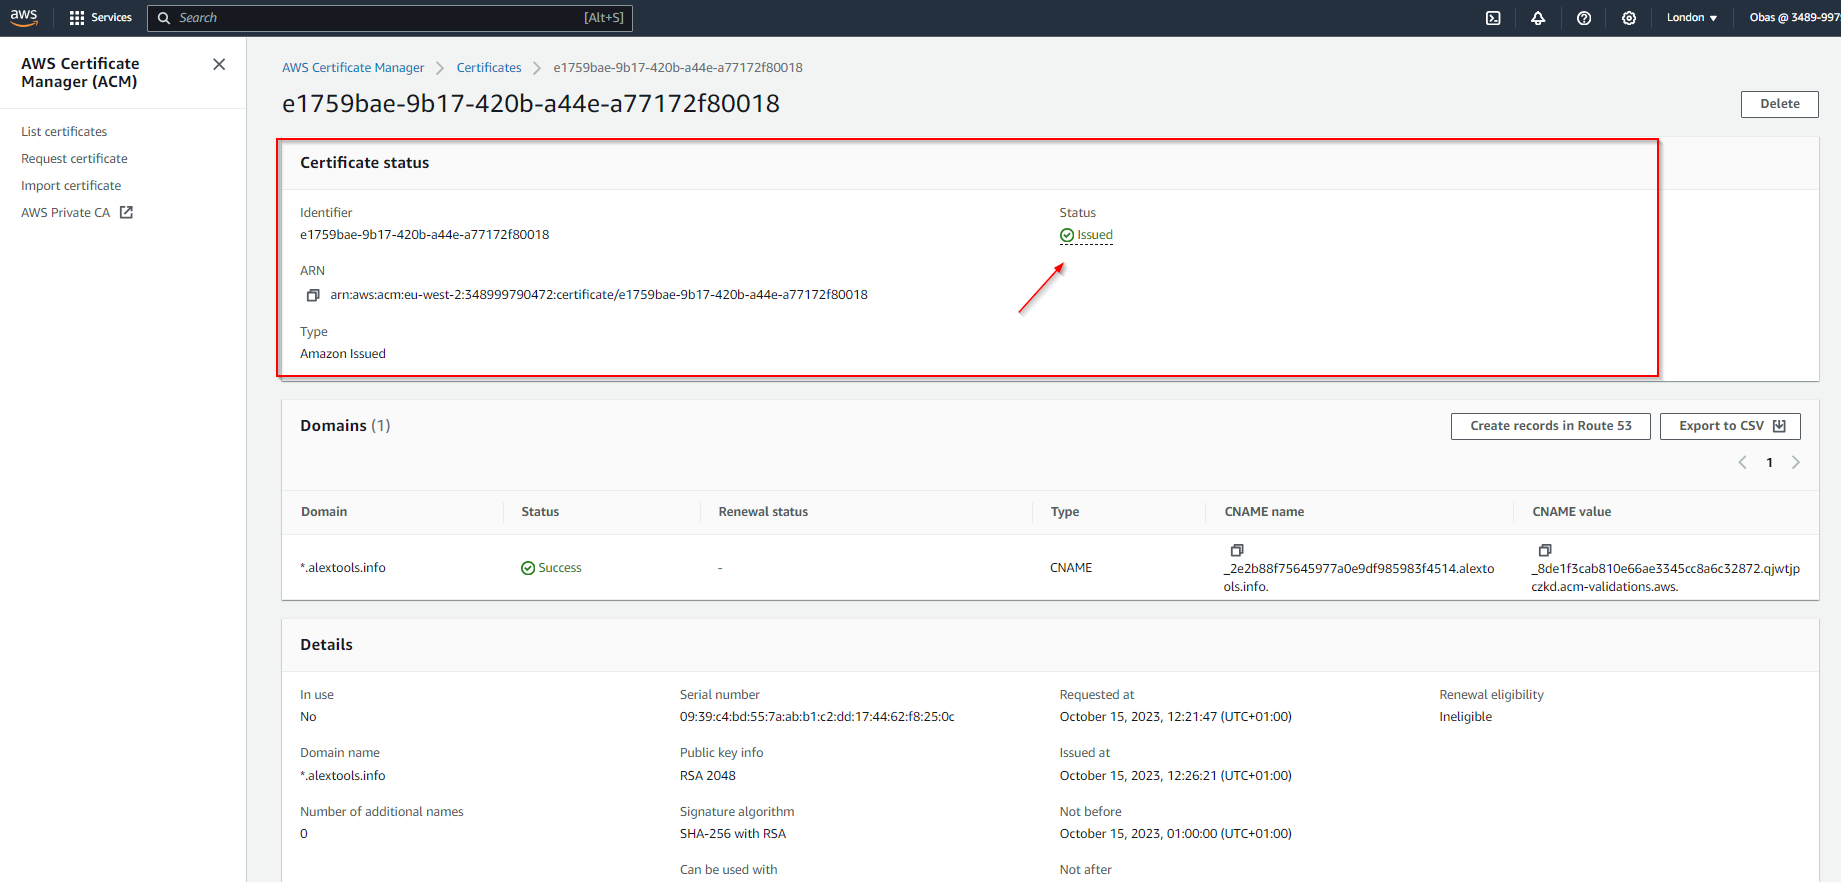 aws
Services
Search
[Alt+S]
London
Obas @ 3489-997
AWS Certificate
Manager (ACM)
List certificates
Request certificate
Import certificate
AWS Private CA
AWS Certificate Manager
Certificates
e1759bae-9b17-420b-a44e-a77172f80018
e1759bae-9b17-420b-a44e-a77172f80018
Delete
Certificate status
Identifier
e1759bae-9b17-420b-a44e-a77172f80018
Status
Issued
ARN
arn:aws:acm:eu-west-2:348999790472:certificate/e1759bae-9b17-420b-a44e-a77172f80018
Type
Amazon Issued
Domains (1)
Create records in Route 53
Export to CSV
1
Domain
Status
Renewal status
Type
CNAME name
CNAME value
*.alextools.info
Success
-
CNAME
_2e2b88f75645977a0e9df985983f4514.alexto
ols.info.
_8de1f3cab810e66ae3345cc8a6c32872.qjwtjp
czkd.acm-validations.aws.
Details
In use
No
Serial number
09:39:c4:bd:55:7a:ab:b1:c2:dd:17:44:62:f8:25:0c
Requested at
October 15, 2023, 12:21:47 (UTC+01:00)
Renewal eligibility
Ineligible
Domain name
*.alextools.info
Public key info
RSA 2048
Issued at
October 15, 2023, 12:26:21 (UTC+01:00)
Number of additional names
0
Signature algorithm
SHA-256 with RSA
Not before
October 15, 2023, 01:00:00 (UTC+01:00)
Can be used with
Not after